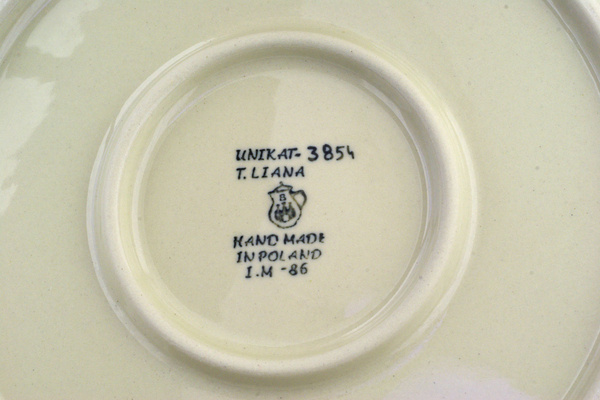 UNIKAT-3854
T. LIANA
B
HAND MADE
IN POLAND
I.M -86